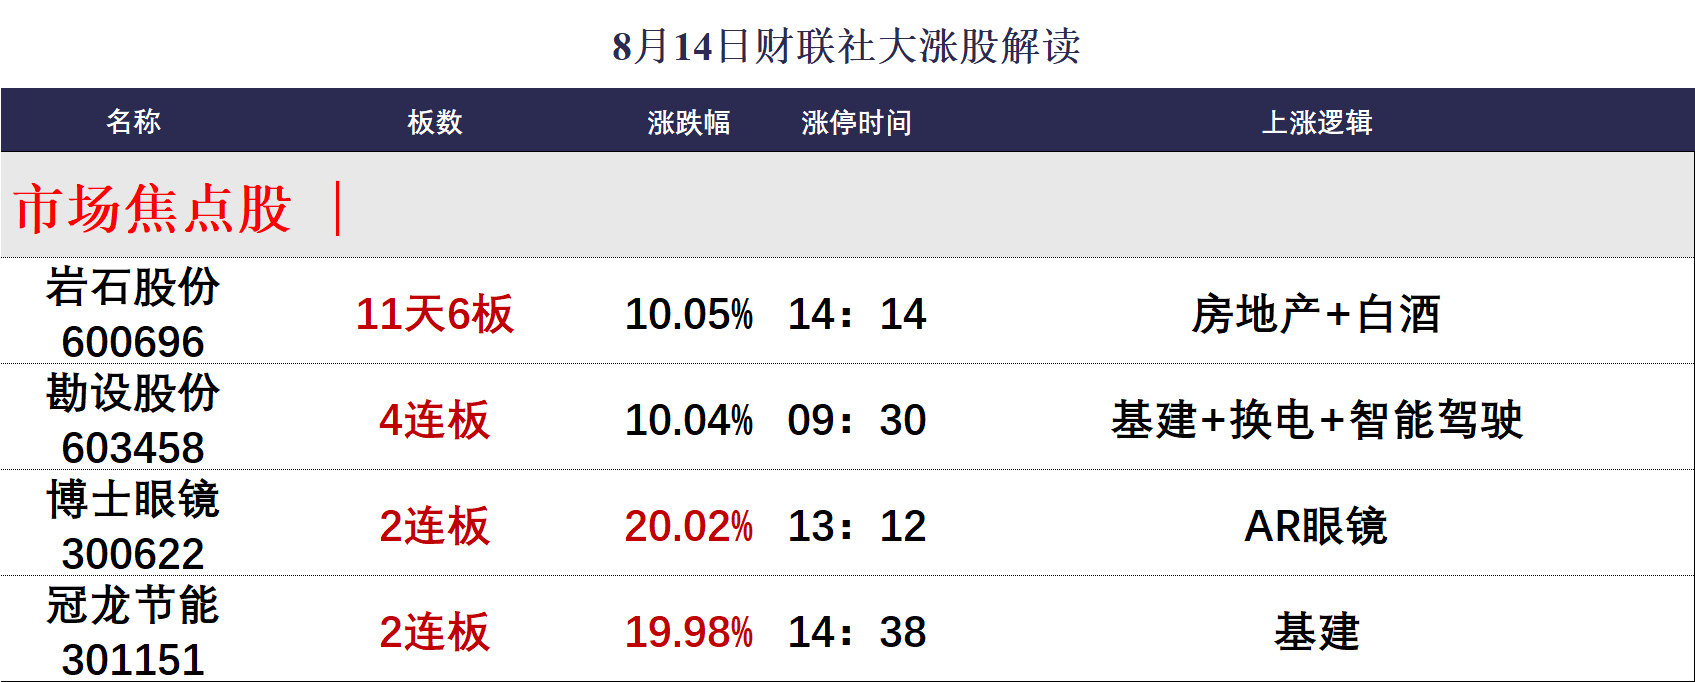 8月14日财联社大涨股解读
名称 板数 涨跌幅 涨停时间 上涨逻辑
市场焦点股 |
岩石股份
600696 11天6板 10.05% 14：14 房地产+白酒
勘设股份
603458 4连板 10.04% 09：30 基建+换电+智能驾驶
博士眼镜
300622 2连板 20.02% 13：12 AR眼镜
冠龙节能
301151 2连板 19.98% 14：38 基建